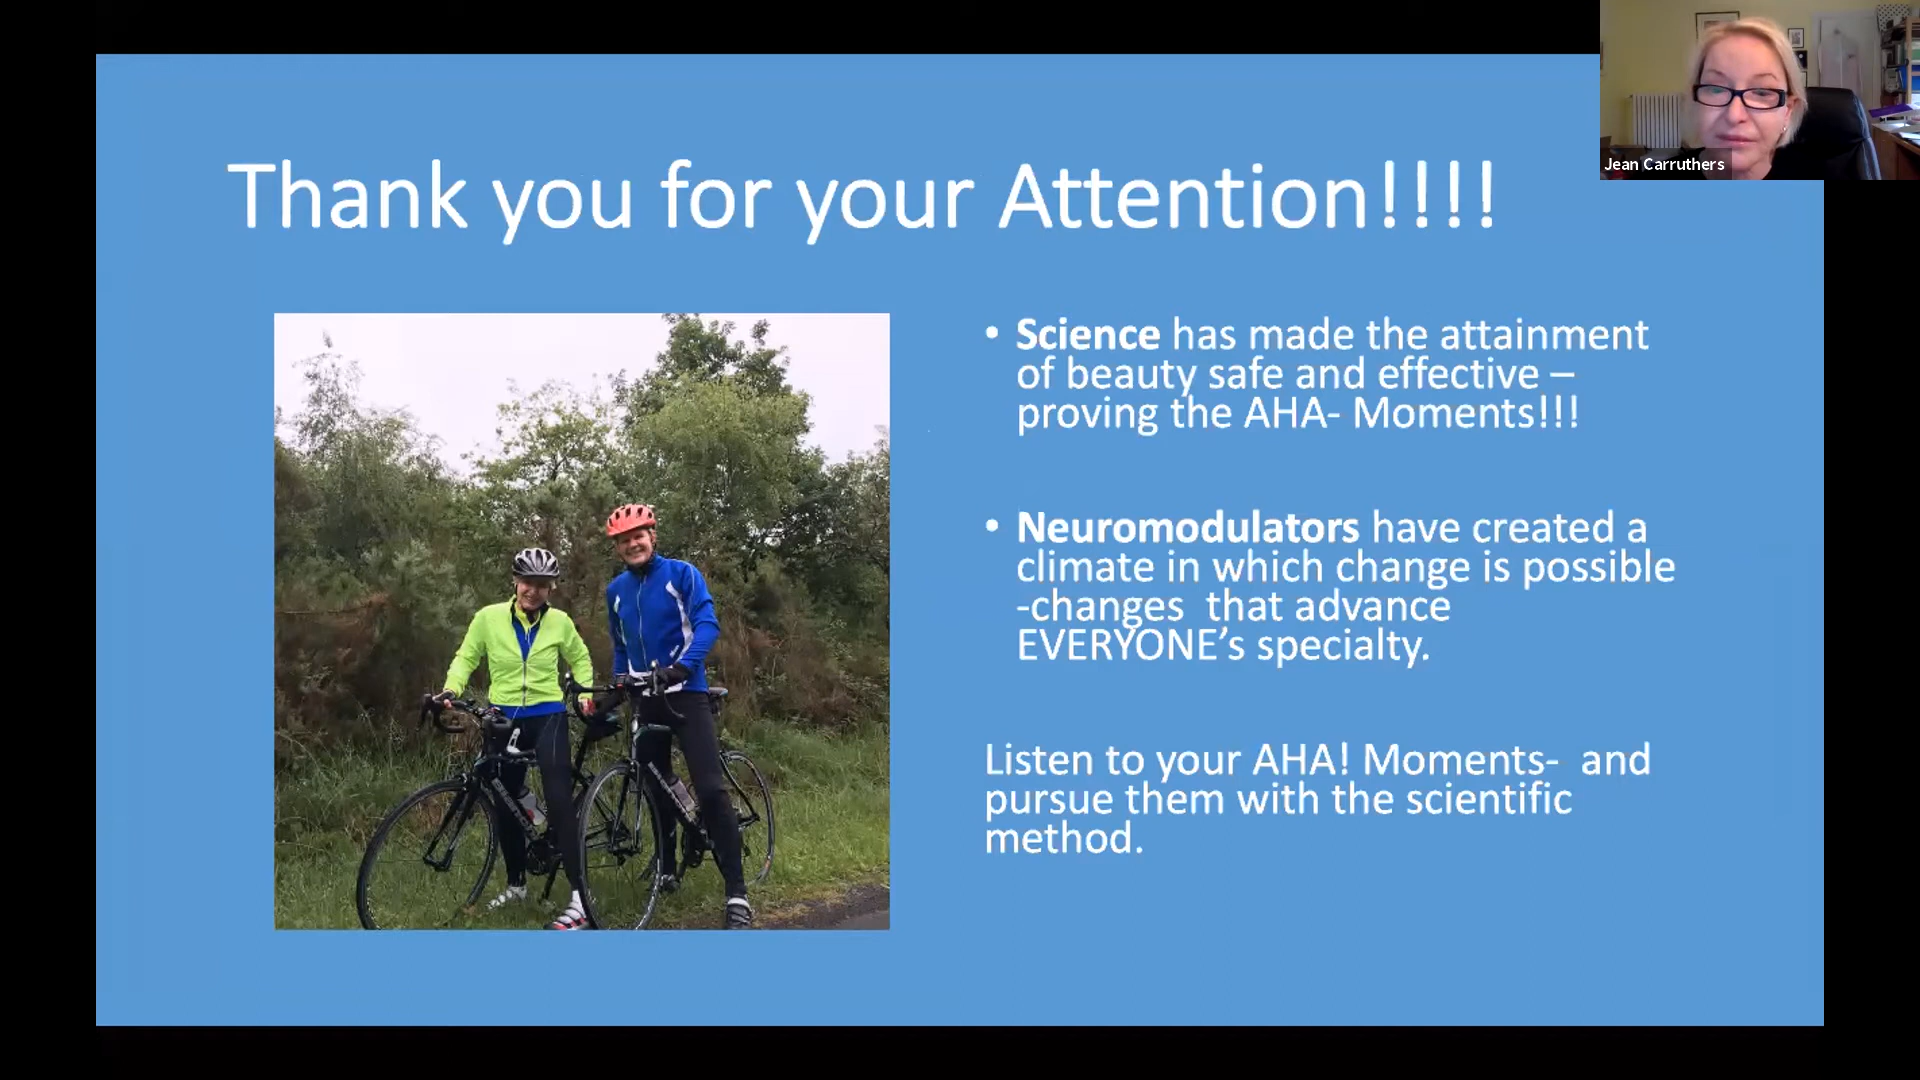 Jean Carruthers
Thank you for your Attention!!!!
• Science has made the attainment
of beauty safe and effective –
proving the AHA- Moments!!!
• Neuromodulators have created a
climate in which change is possible
-changes  that advance
EVERYONE’s specialty.
Listen to your AHA! Moments-  and
pursue them with the scientific
method.